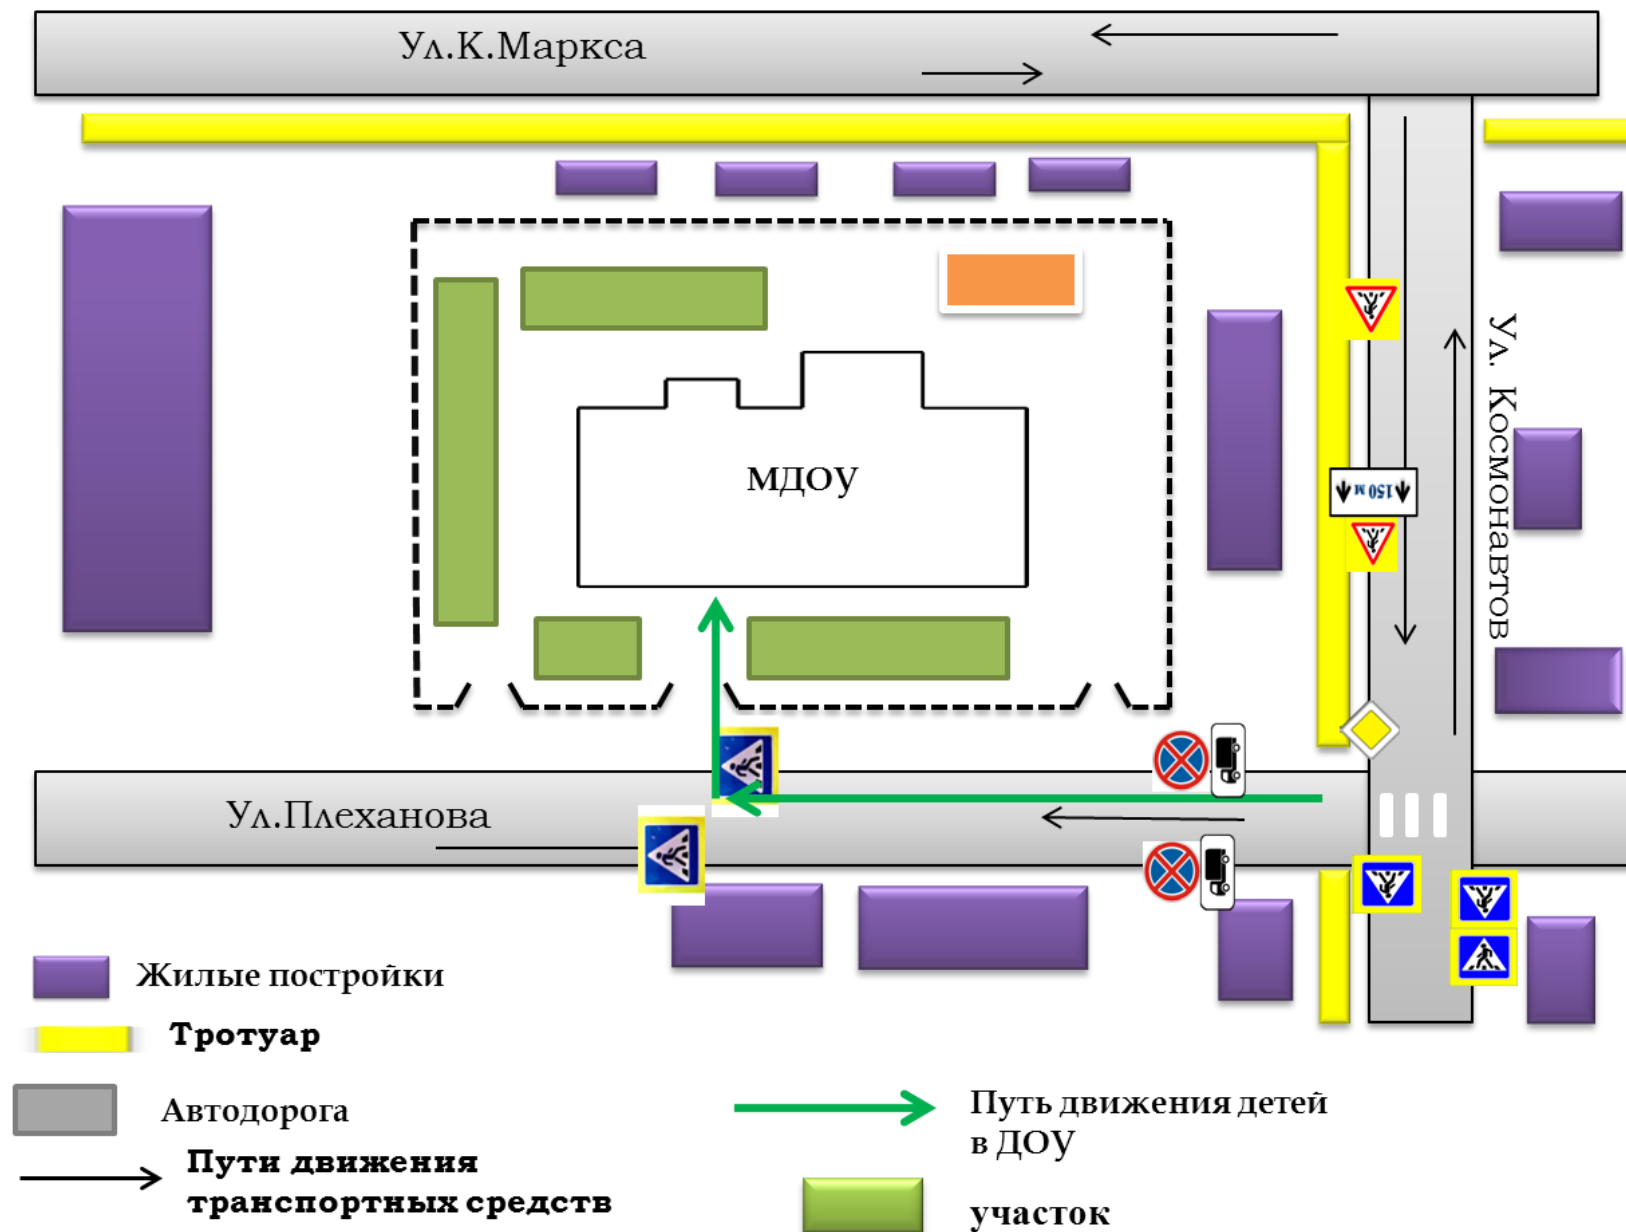 Ул.К.Маркса
Ул. Космонавтов
150 м
МДОУ
Ул.Плеханова
Жилые постройки
Тротуар
Автодорога
Пути движения
транспортных средств
Путь движения детей
в ДОУ
участок